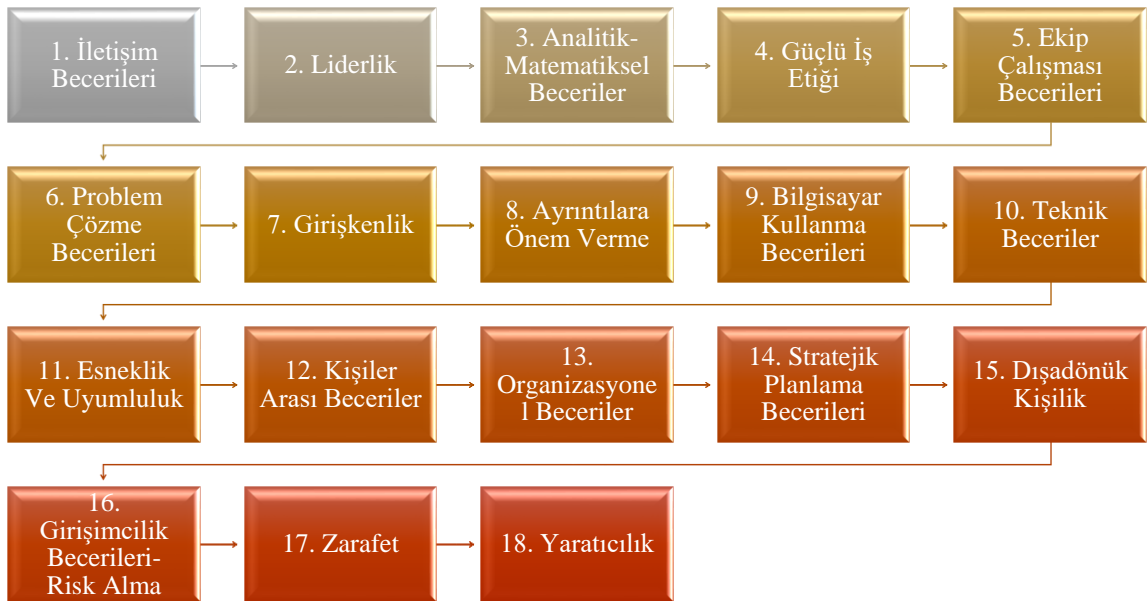 1. İletişim
Becerileri
2. Liderlik
3. Analitik-
Matematiksel
Beceriler
4. Güçlü İş
Etiği
5. Ekip
Çalışması
Becerileri
6. Problem
Çözme
Becerileri
7. Girişkenlik
8. Ayrıntılara
Önem Verme
9. Bilgisayar
Kullanma
Becerileri
10. Teknik
Beceriler
11. Esneklik
Ve Uyumluluk
12. Kişiler
Arası Beceriler
13.
Organizasyone
l Beceriler
14. Stratejik
Planlama
Becerileri
15. Dışadönük
Kişilik
16.
Girişimcilik
Becerileri-
Risk Alma
17. Zarafet
18. Yaratıcılık